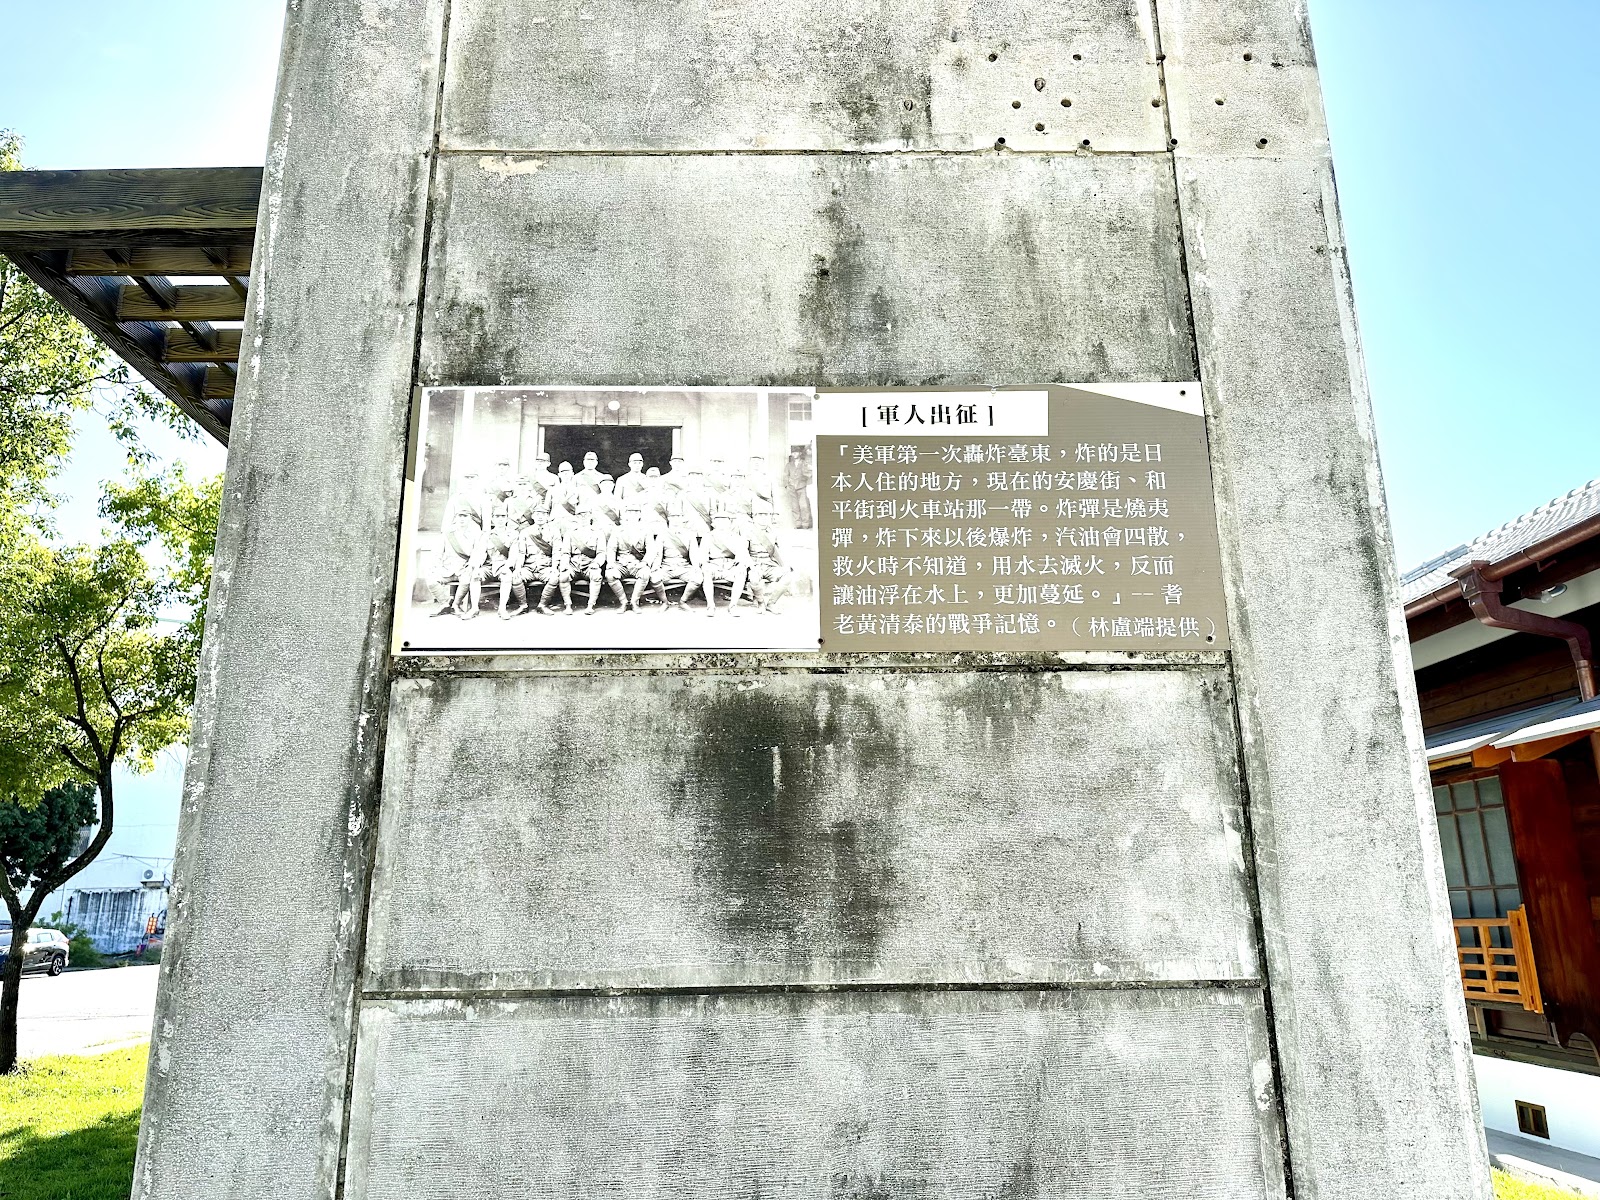 [軍人出征]
「美軍第一次轟炸臺東，炸的是日
本人住的地方，現在的安慶街、和
平街到火車站那一帶。炸彈是燒夷
彈，炸下來以後爆炸，汽油會四散，
救火時不知道，用水去滅火，反而
讓油浮在水上，更加蔓延。」-- 耆
老黃清泰的戰爭記憶。（林盧端提供）